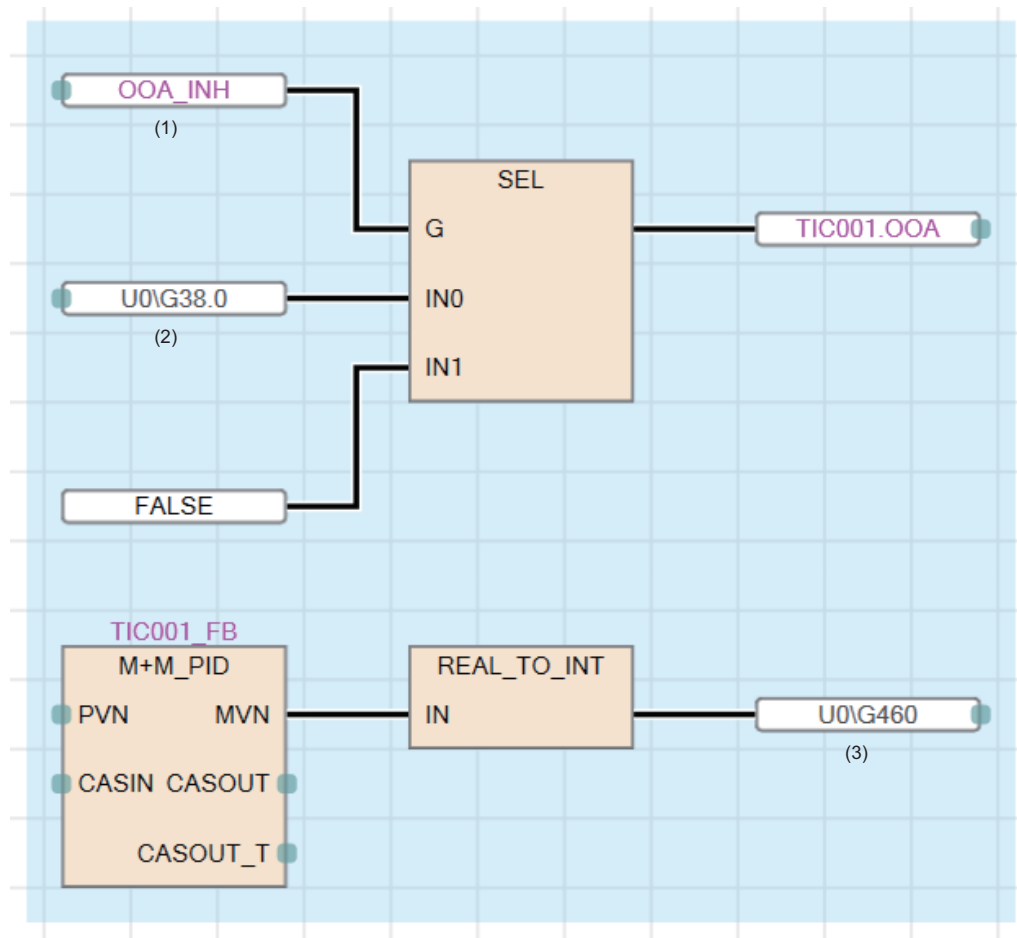 OOA_INH
(1)
SEL
G
TIC001.OOA
U0\G38.0
IN0
(2)
IN1
FALSE
TIC001_FB
M+M_PID
REAL_TO_INT
PVN MVN
IN
U0\G460
(3)
CASIN CASOUT
CASOUT_T